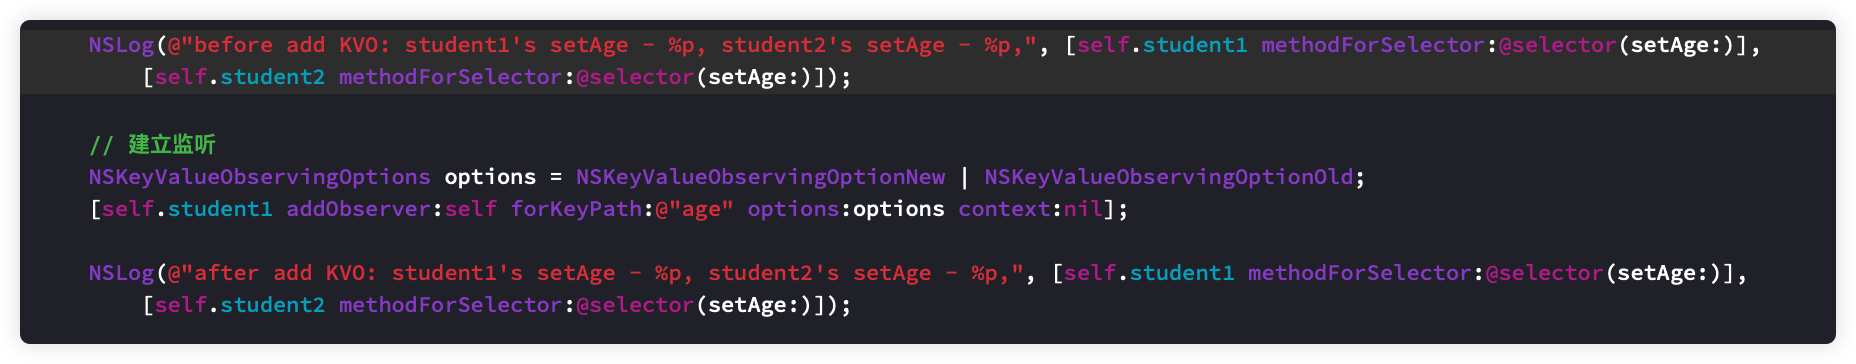 NSLog(@"before add KVO: student1's setAge - %p, student2's setAge - %p,", [self.student1 methodForSelector:@selector(setAge:)],
[self.student2 methodForSelector:@selector(setAge:)]);
// 建立监听
NSKeyValueObservingOptions options = NSKeyValueObservingOptionNew | NSKeyValueObservingOptionOld;
[self.student1 addObserver:self forKeyPath:@"age" options:options context:nil];
NSLog(@"after add KVO: student1's setAge - %p, student2's setAge - %p,", [self.student1 methodForSelector:@selector(setAge:)],
[self.student2 methodForSelector:@selector(setAge:)]);